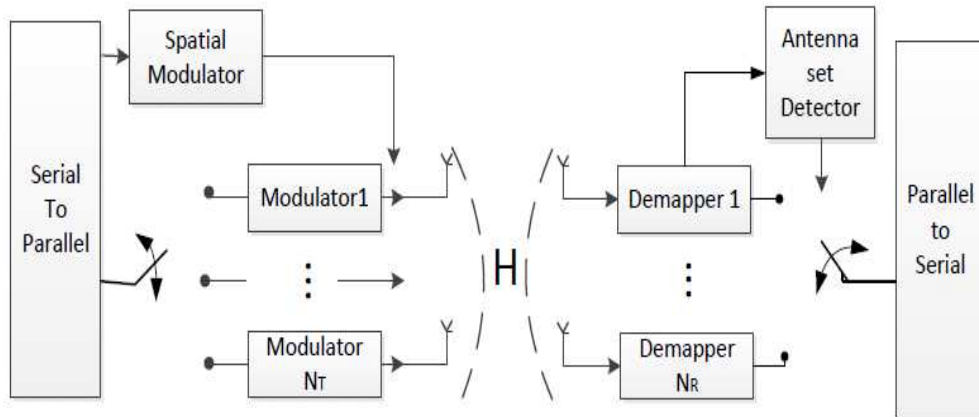 Serial
To
Parallel
Spatial
Modulator
Modulator1
⋮
Modulator
NT
H
Demapper 1
⋮
Demapper
NR
Antenna
set
Detector
Parallel
to
Serial